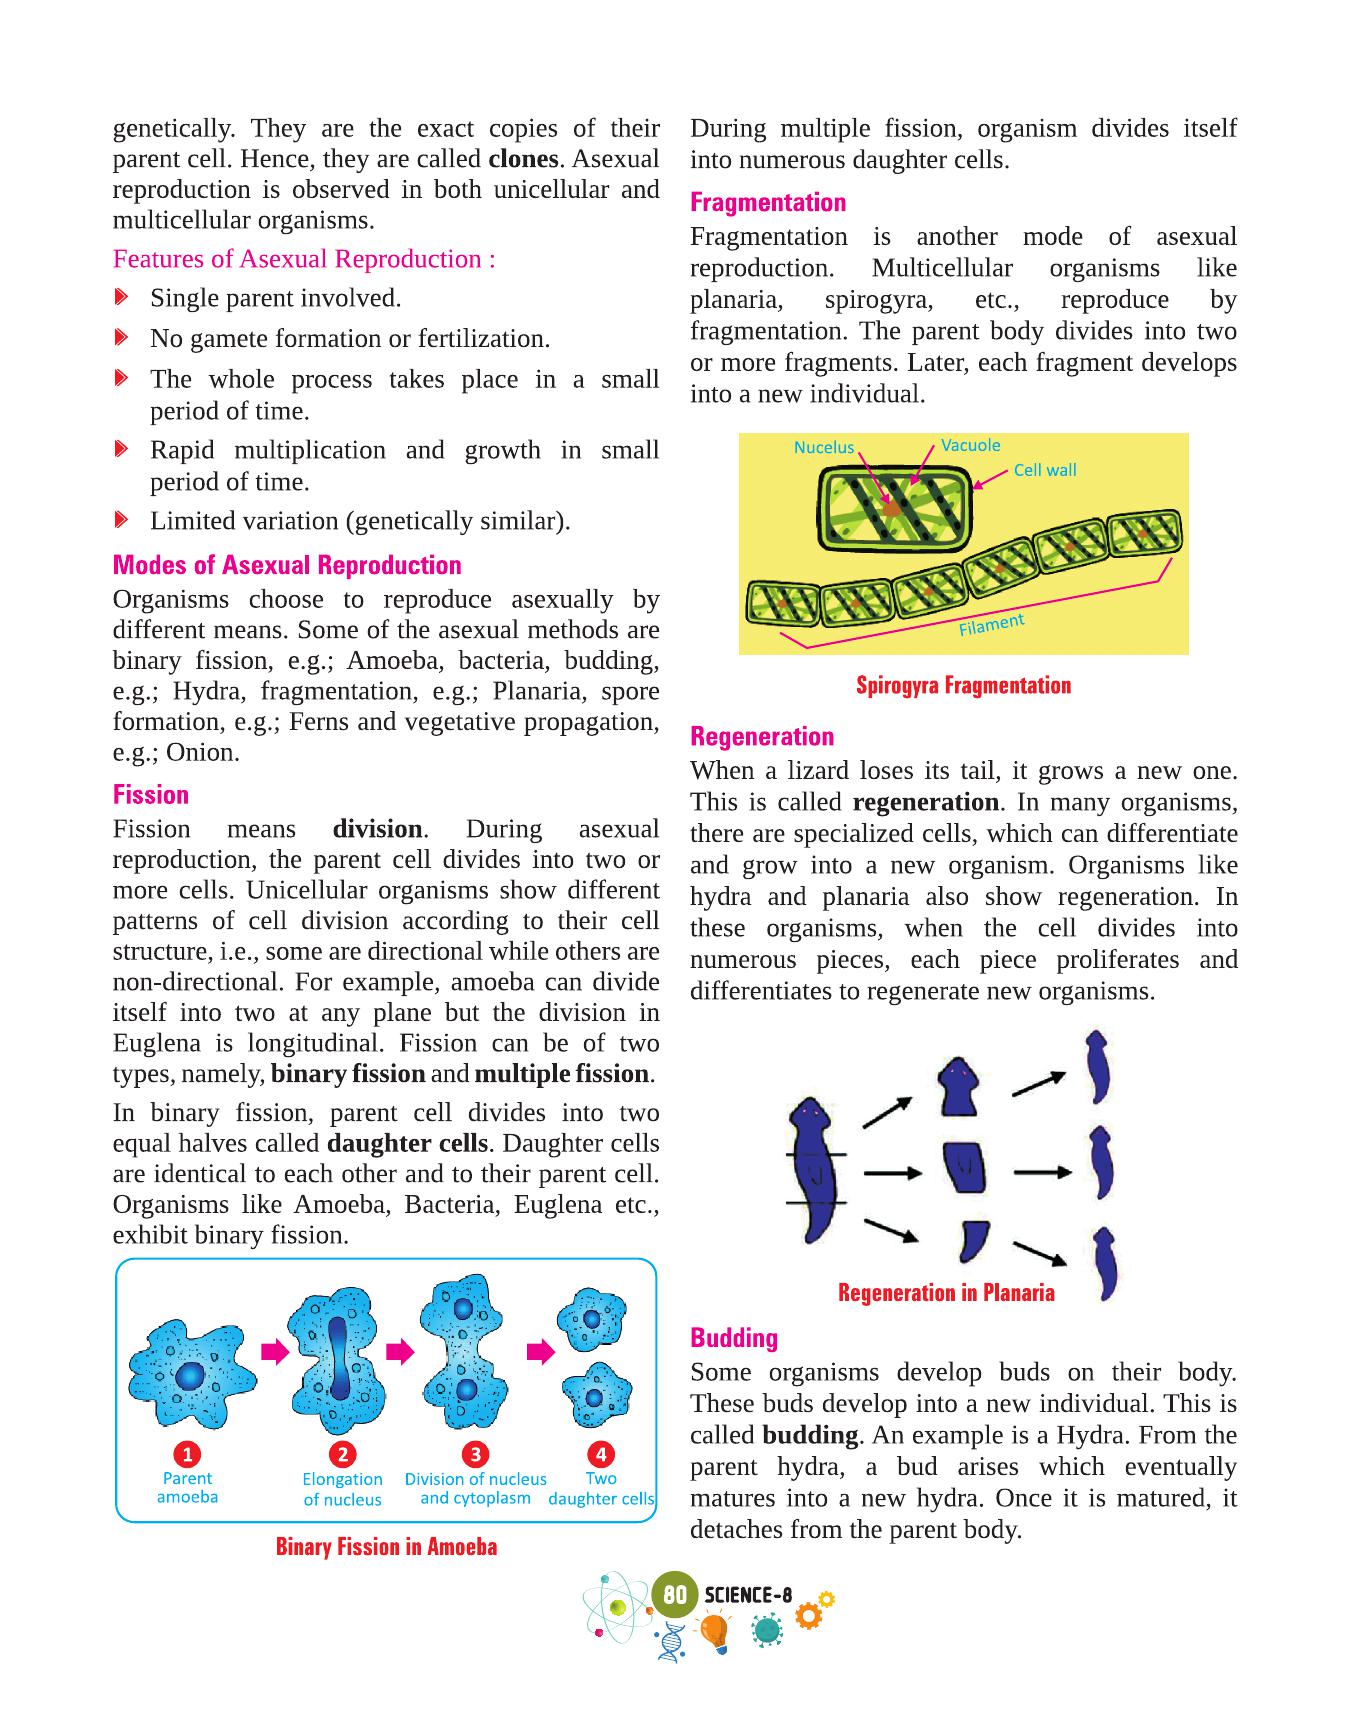 genetically. They are the exact copies of their
parent cell. Hence, they are called clones. Asexual
reproduction is observed in both unicellular and
multicellular organisms.
Features of Asexual Reproduction :
Single parent involved.
No gamete formation or fertilization.
The whole process takes place in a small
period of time.
Rapid multiplication and growth in small
period of time.
Limited variation (genetically similar).
Modes of Asexual Reproduction
Organisms choose to reproduce asexually by
different means. Some of the asexual methods are
binary fission, e.g.; Amoeba, bacteria, budding,
e.g.; Hydra, fragmentation, e.g.; Planaria, spore
formation, e.g.; Ferns and vegetative propagation,
e.g.; Onion.
Fission
Fission means division. During asexual
reproduction, the parent cell divides into two or
more cells. Unicellular organisms show different
patterns of cell division according to their cell
structure, i.e., some are directional while others are
non-directional. For example, amoeba can divide
itself into two at any plane but the division in
Euglena is longitudinal. Fission can be of two
types, namely, binary fission and multiple fission.
In binary fission, parent cell divides into two
equal halves called daughter cells. Daughter cells
are identical to each other and to their parent cell.
Organisms like Amoeba, Bacteria, Euglena etc.,
exhibit binary fission.
1 2 3 4
Parent
amoeba
Elongation
of nucleus
Division of nucleus
and cytoplasm
Two
daughter cells
Binary Fission in Amoeba
During multiple fission, organism divides itself
into numerous daughter cells.
Fragmentation
Fragmentation is another mode of asexual
reproduction. Multicellular organisms like
planaria, spirogyra, etc., reproduce by
fragmentation. The parent body divides into two
or more fragments. Later, each fragment develops
into a new individual.
Nucelus
Vacuole
Cell wall
Filament
Spirogyra Fragmentation
Regeneration
When a lizard loses its tail, it grows a new one.
This is called regeneration. In many organisms,
there are specialized cells, which can differentiate
and grow into a new organism. Organisms like
hydra and planaria also show regeneration. In
these organisms, when the cell divides into
numerous pieces, each piece proliferates and
differentiates to regenerate new organisms.
Regeneration in Planaria
Budding
Some organisms develop buds on their body.
These buds develop into a new individual. This is
called budding. An example is a Hydra. From the
parent hydra, a bud arises which eventually
matures into a new hydra. Once it is matured, it
detaches from the parent body.
80 SCIENCE-8